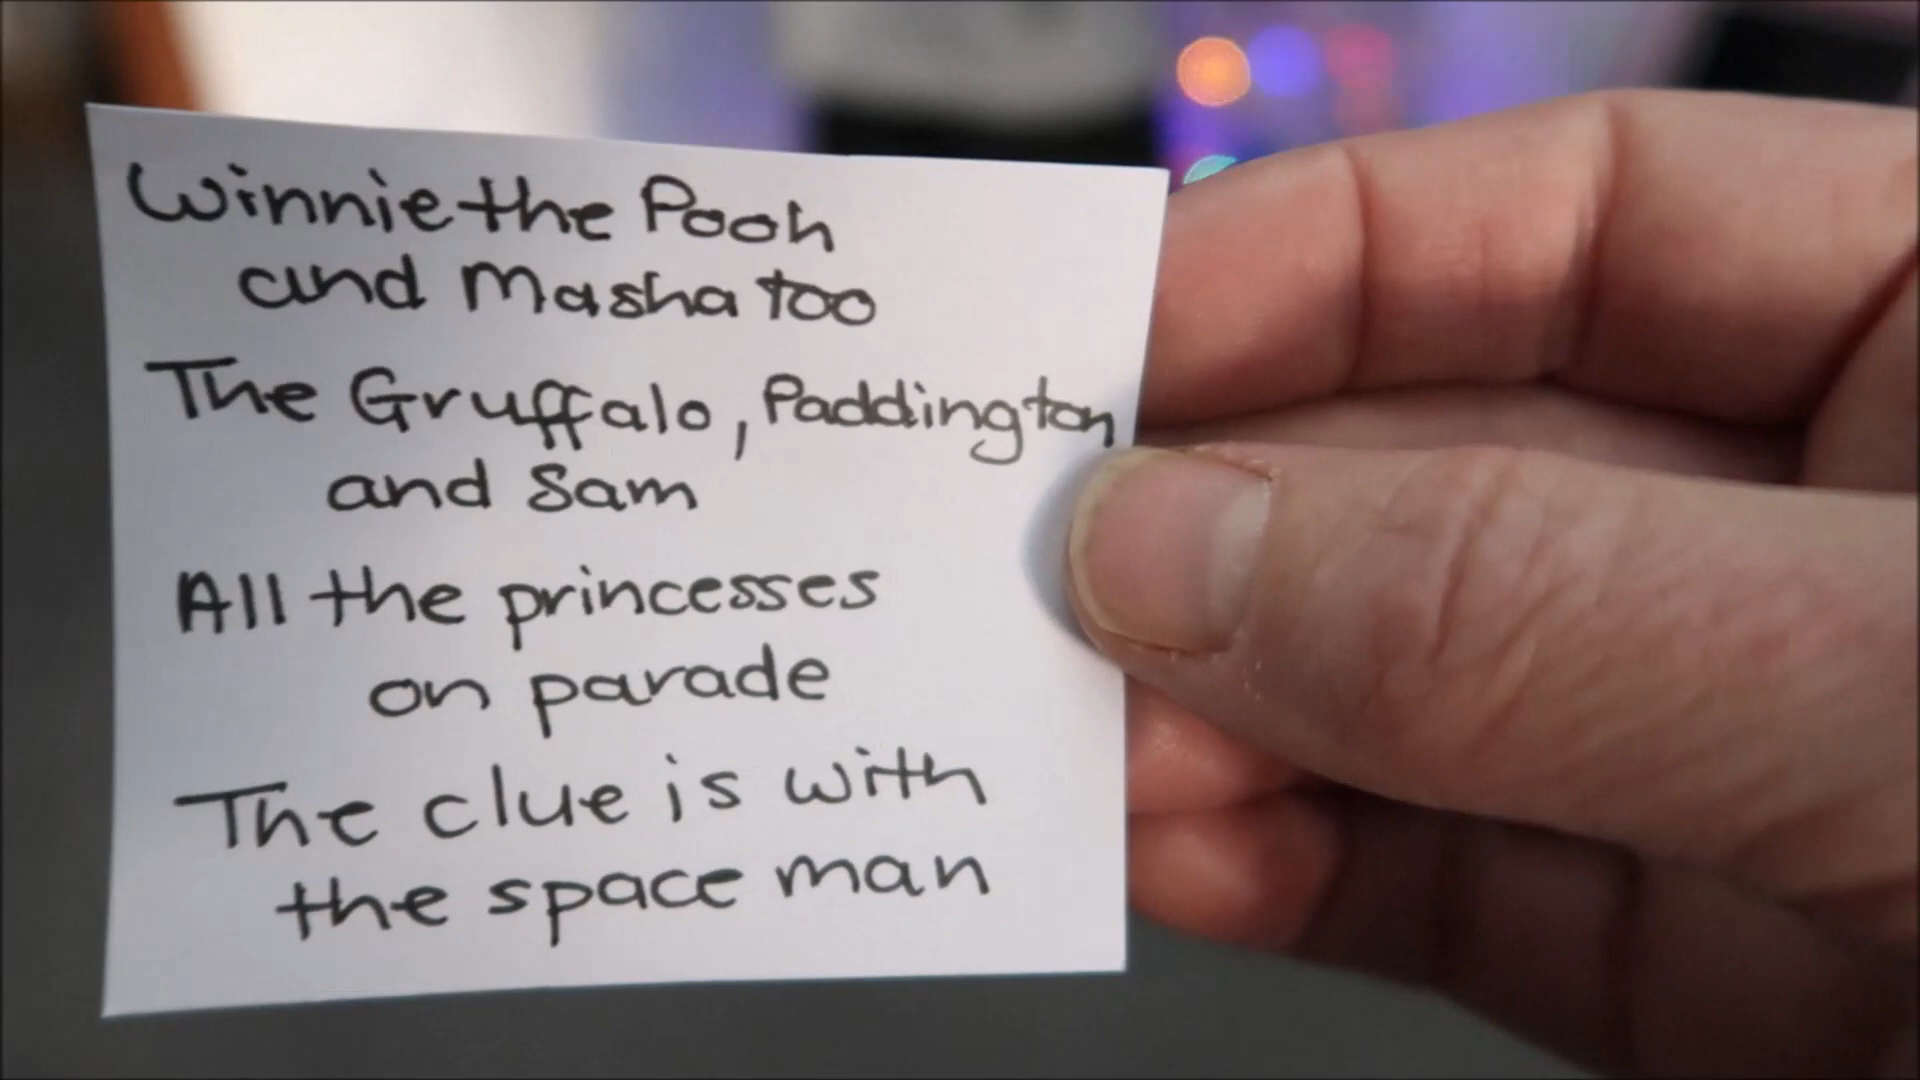 Winnie the Pooh
and Masha too
The Gruffalo, Paddington
and Sam
All the princesses
on parade
The clue is with
the space man